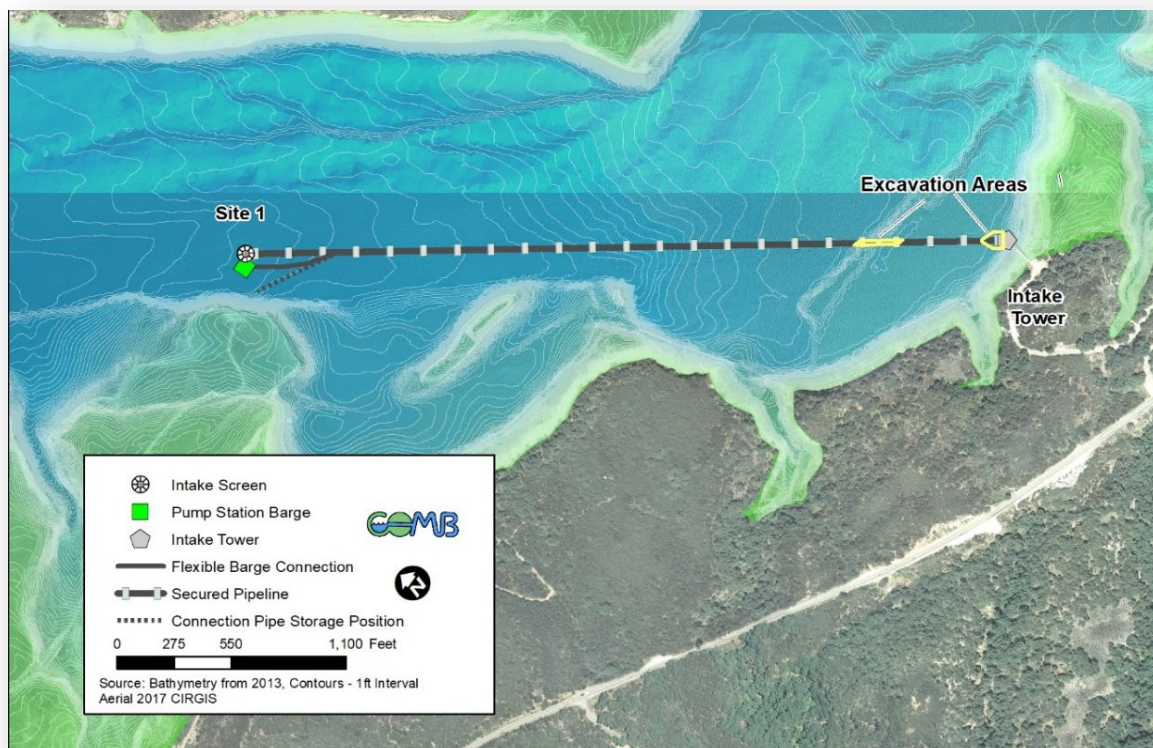 Site 1
Excavation Areas
Intake
Tower
Intake Screen
Pump Station Barge
Intake Tower
Flexible Barge Connection
Secured Pipeline
Connection Pipe Storage Position
COMB
N
0 275 550 1,100 Feet
Source: Bathymetry from 2013, Contours - 1ft Interval
Aerial 2017 CIRGIS